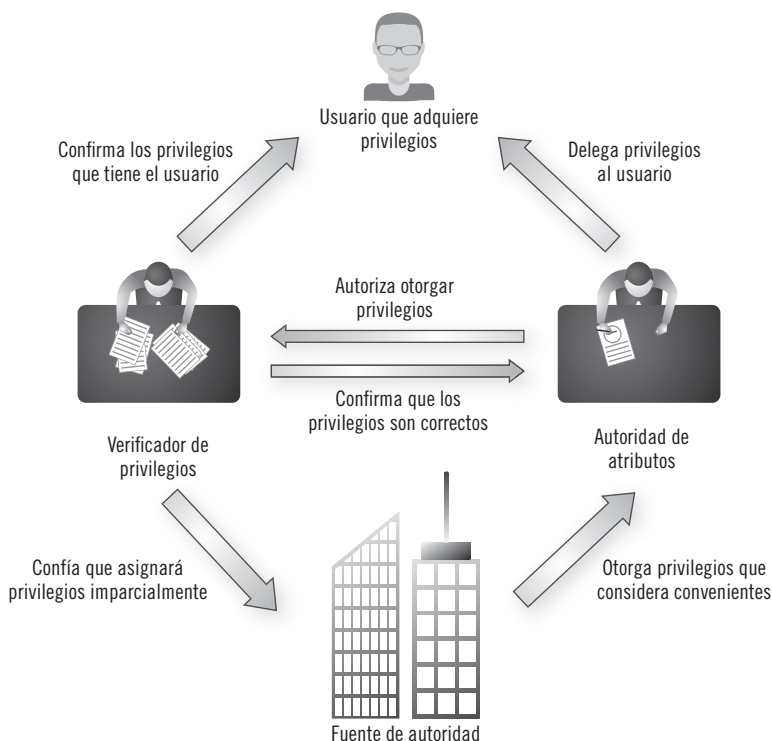 Usuario que adquiere
privilegios
Confirma los privilegios
que tiene el usuario
Delega privilegios
al usuario
Autoriza otorgar
privilegios
Confirma que los
privilegios son correctos
Verificador de
privilegios
Autoridad de
atributos
Confía que asignará
privilegios imparcialmente
Otorga privilegios que
considera convenientes
Fuente de autoridad